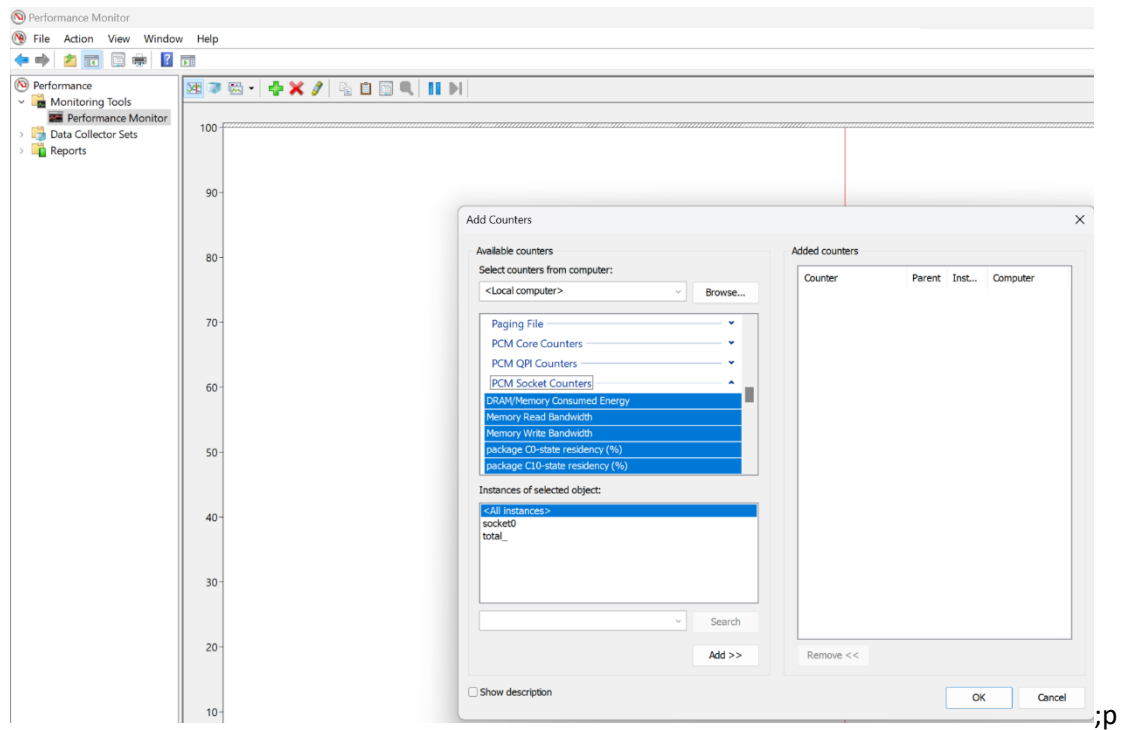 Performance Monitor
File Action View Window Help
Performance
Monitoring Tools
Performance Monitor
Data Collector Sets
Reports
100
90
80
70
60
50
40
30
20
10
Add Counters
Available counters
Select counters from computer:
<Local computer>
Browse...
Paging File
PCM Core Counters
PCM QPI Counters
PCM Socket Counters
DRAM/Memory Consumed Energy
Memory Read Bandwidth
Memory Write Bandwidth
package C0-state residency (%)
package C10-state residency (%)
Instances of selected object:
<All instances>
socket0
total_
Search
Add >>
Show description
Added counters
Counter Parent Inst... Computer
Remove <<
OK Cancel
;p